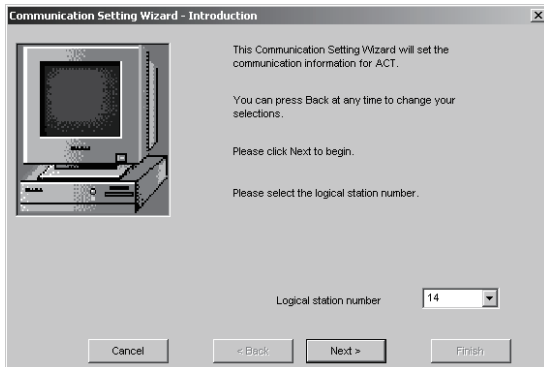 Communication Setting Wizard - Introduction
This Communication Setting Wizard will set the
communication information for ACT.
You can press Back at any time to change your
selections.
Please click Next to begin.
Please select the logical station number.
Logical station number
14
Cancel
< Back
Next >
Finish